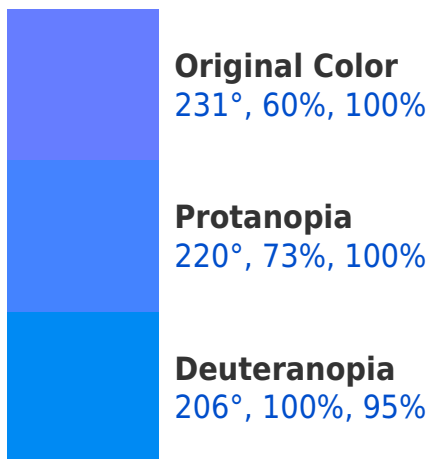 Original Color
231°, 60%, 100%
Protanopia
220°, 73%, 100%
Deuteranopia
206°, 100%, 95%